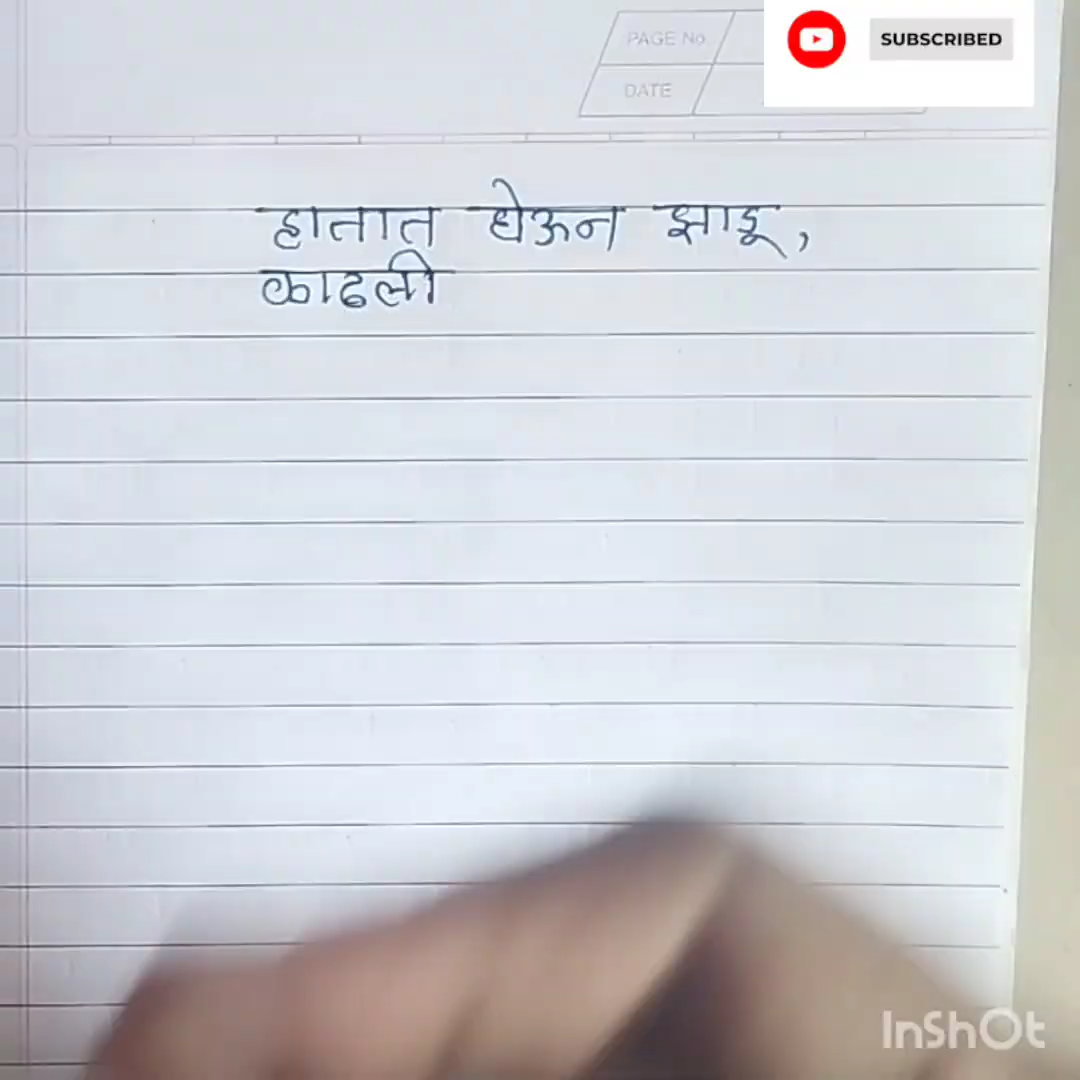 PAGE No.
DATE
SUBSCRIBED
हातात घेऊन झाडू,
काढली
InShOt